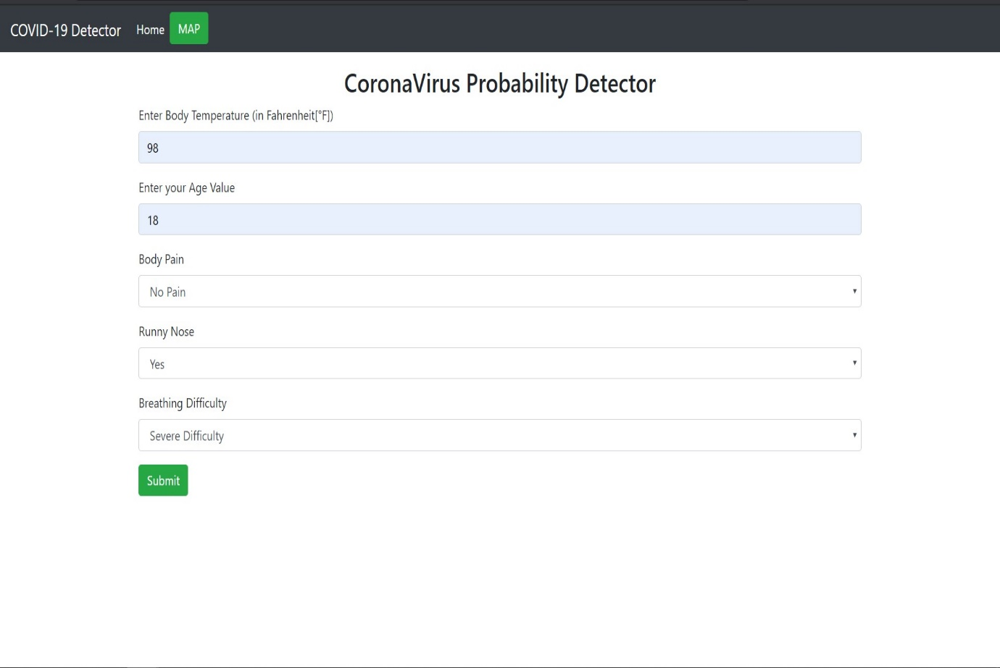 COVID-19 Detector Home MAP
CoronaVirus Probability Detector
Enter Body Temperature (in Fahrenheit[°F])
98
Enter your Age Value
18
Body Pain
No Pain
Runny Nose
Yes
Breathing Difficulty
Severe Difficulty
Submit